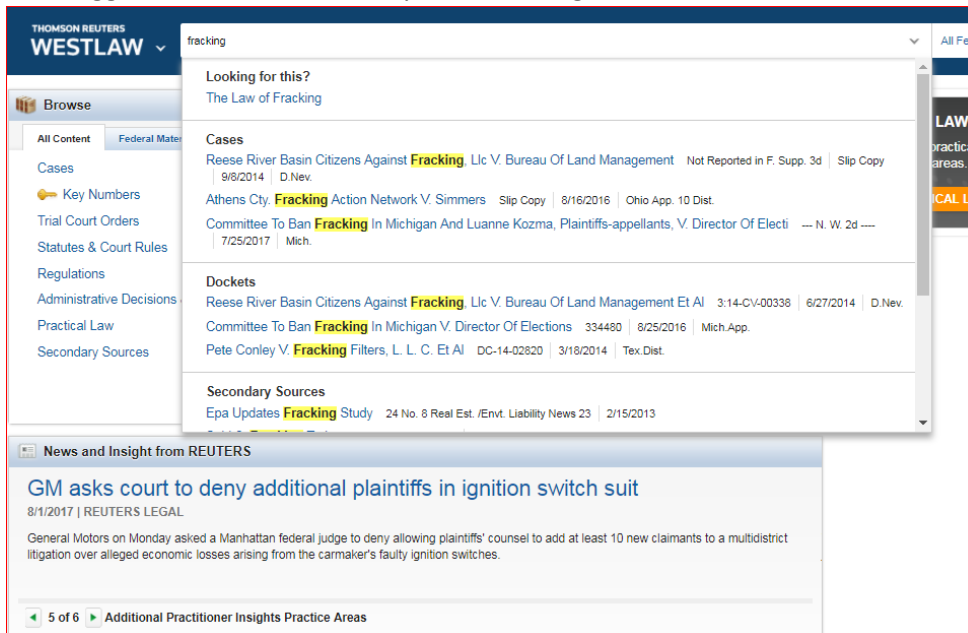 THOMSON REUTERS
WESTLAW
fracking
All Fe
Looking for this?
The Law of Fracking
Cases
Reese River Basin Citizens Against Fracking, Llc V. Bureau Of Land Management Not Reported in F. Supp. 3d Slip Copy
9/8/2014 D.Nev.
Athens Cty. Fracking Action Network V. Simmers Slip Copy 8/16/2016 Ohio App. 10 Dist.
Committee To Ban Fracking In Michigan And Luanne Kozma, Plaintiffs-appellants, V. Director Of Electi --- N. W. 2d ----
7/25/2017 Mich.
Dockets
Reese River Basin Citizens Against Fracking, Llc V. Bureau Of Land Management Et Al 3:14-CV-00338 6/27/2014 D.Nev.
Committee To Ban Fracking In Michigan V. Director Of Elections 334480 8/25/2016 Mich.App.
Pete Conley V. Fracking Filters, L. L. C. Et Al DC-14-02820 3/18/2014 Tex.Dist.
Secondary Sources
Epa Updates Fracking Study 24 No. 8 Real Est. /Envt. Liability News 23 2/15/2013
Browse
All Content Federal Mater
Cases
Key Numbers
Trial Court Orders
Statutes & Court Rules
Regulations
Administrative Decisions
Practical Law
Secondary Sources
LAW
practica
areas.
ICAL L
News and Insight from REUTERS
GM asks court to deny additional plaintiffs in ignition switch suit
8/1/2017 | REUTERS LEGAL
General Motors on Monday asked a Manhattan federal judge to deny allowing plaintiffs' counsel to add at least 10 new claimants to a multidistrict
litigation over alleged economic losses arising from the carmaker's faulty ignition switches.
5 of 6 Additional Practitioner Insights Practice Areas